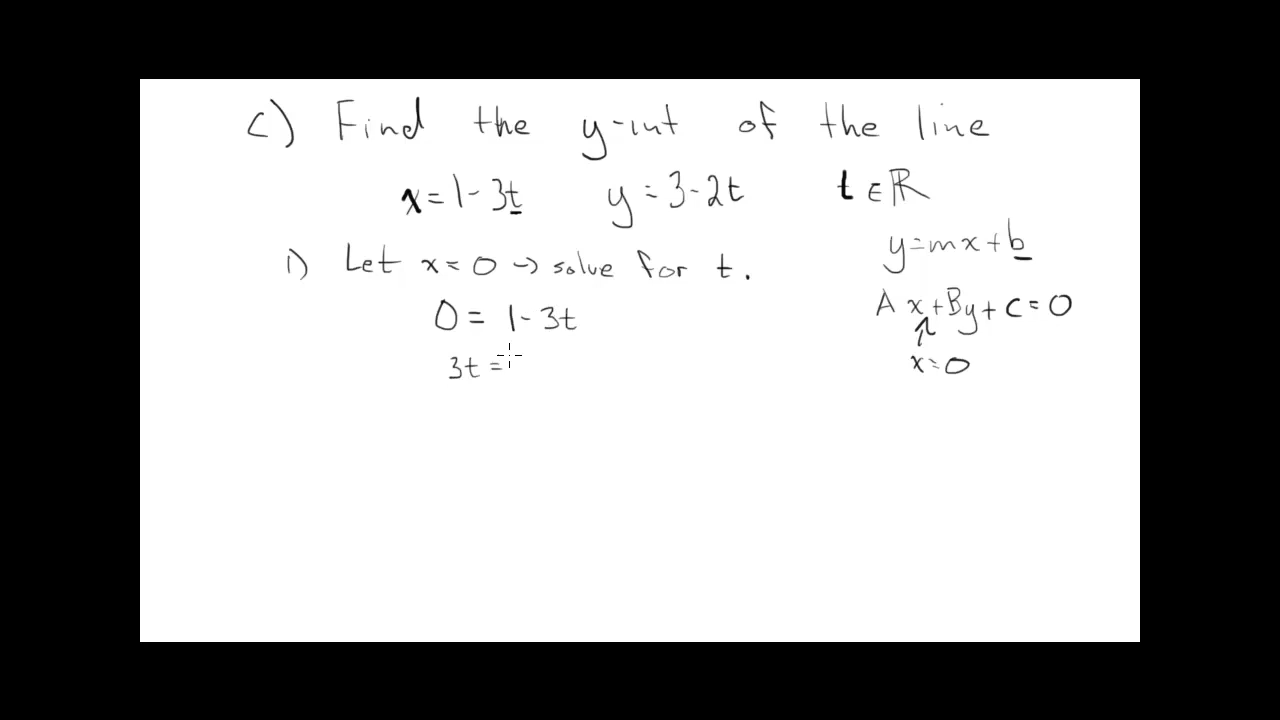 c) Find the y-int of the line
x = 1 - 3t y = 3 - 2t t ∈ ℝ
y = mx + b
1) Let x = 0 → solve for t.
Ax + By + C = 0
0 = 1 - 3t
3t =
x = 0